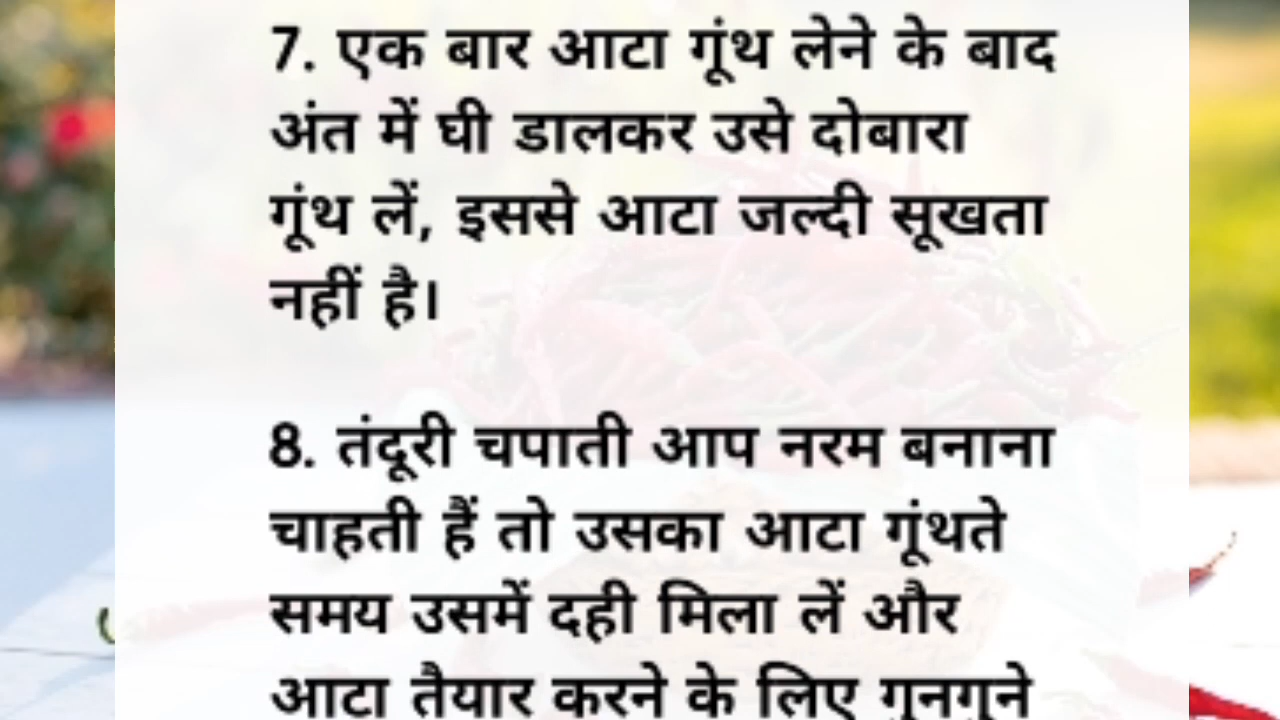 7. एक बार आटा गूंथ लेने के बाद
अंत में घी डालकर उसे दोबारा
गूंथ लें, इससे आटा जल्दी सूखता
नहीं है।
8. तंदूरी चपाती आप नरम बनाना
चाहती हैं तो उसका आटा गूंथते
समय उसमें दही मिला लें और
आटा तैयार करने के लिए गुनगुने